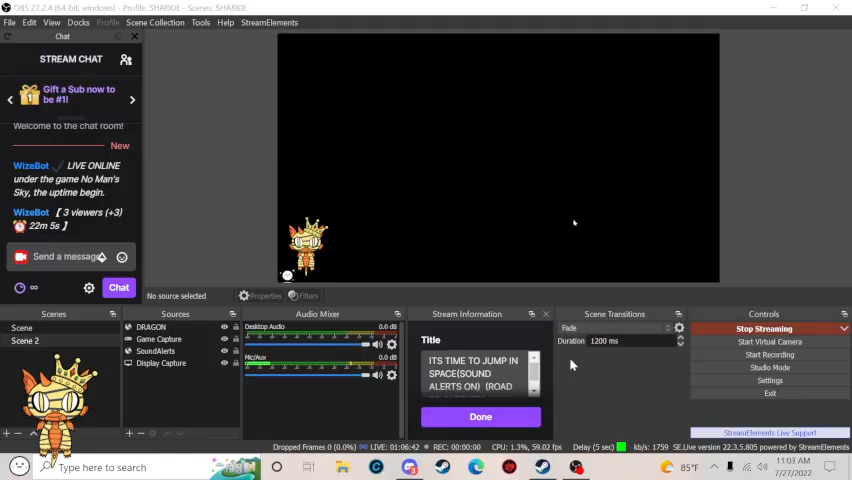 OBS 27.2.4 (64-bit, windows) - Profile: SHARKIE - Scenes: SHARKIE
File Edit View Docks Profile Scene Collection Tools Help StreamElements
Chat
STREAM CHAT
Gift a Sub now to
be #1!
1
Welcome to the chat room!
New
WizeBot LIVE ONLINE
under the game No Man's
Sky, the uptime begin.
WizeBot 【 3 viewers (+3)
22m 5s 】
Send a message
∞
Chat
No source selected
Properties
Filters
Scenes
Scene
Scene 2
Sources
DRAGON
Game Capture
SoundAlerts
Display Capture
Audio Mixer
Desktop Audio 0.0 dB
Mic/Aux 0.0 dB
Stream Information
Title
ITS TIME TO JUMP IN
SPACE(SOUND
ALERTS ON) (ROAD
Done
Scene Transitions
Fade
Duration 1200 ms
Controls
Stop Streaming
Start Virtual Camera
Start Recording
Studio Mode
Settings
Exit
StreamElements Live Support
Dropped Frames 0 (0.0%) LIVE: 01:06:42 REC: 00:00:00 CPU: 1.3%, 59.02 fps Delay (5 sec) kb/s: 1759 SE.Live version 22.3.5.805 powered by StreamElements
Type here to search
85°F
11:03 AM
7/27/2022